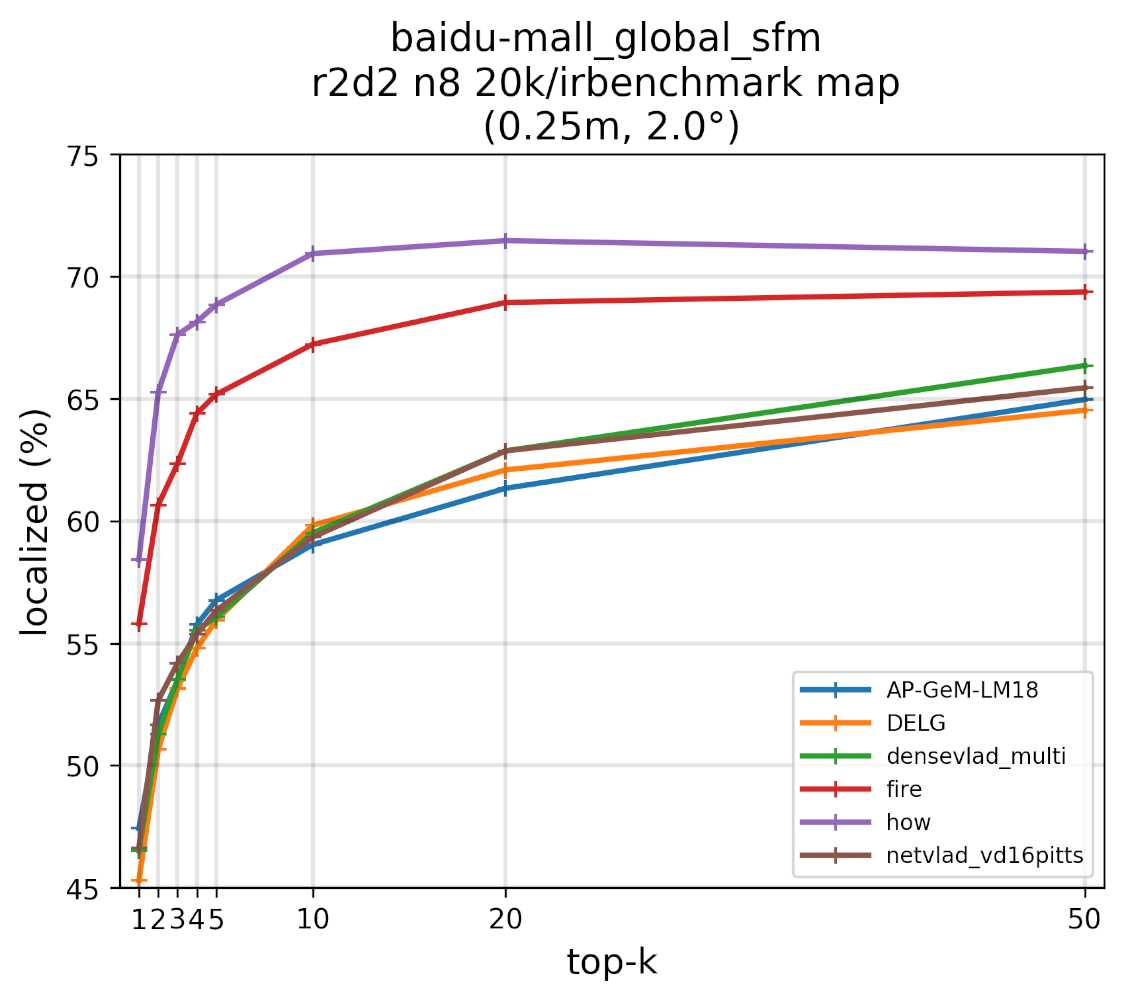 baidu-mall_global_sfm
r2d2 n8 20k/irbenchmark map
(0.25m, 2.0°)
localized (%)
75
70
65
60
55
50
45
AP-GeM-LM18
DELG
densevlad_multi
fire
how
netvlad_vd16pitts
1 2 3 4 5 10 20 50
top-k